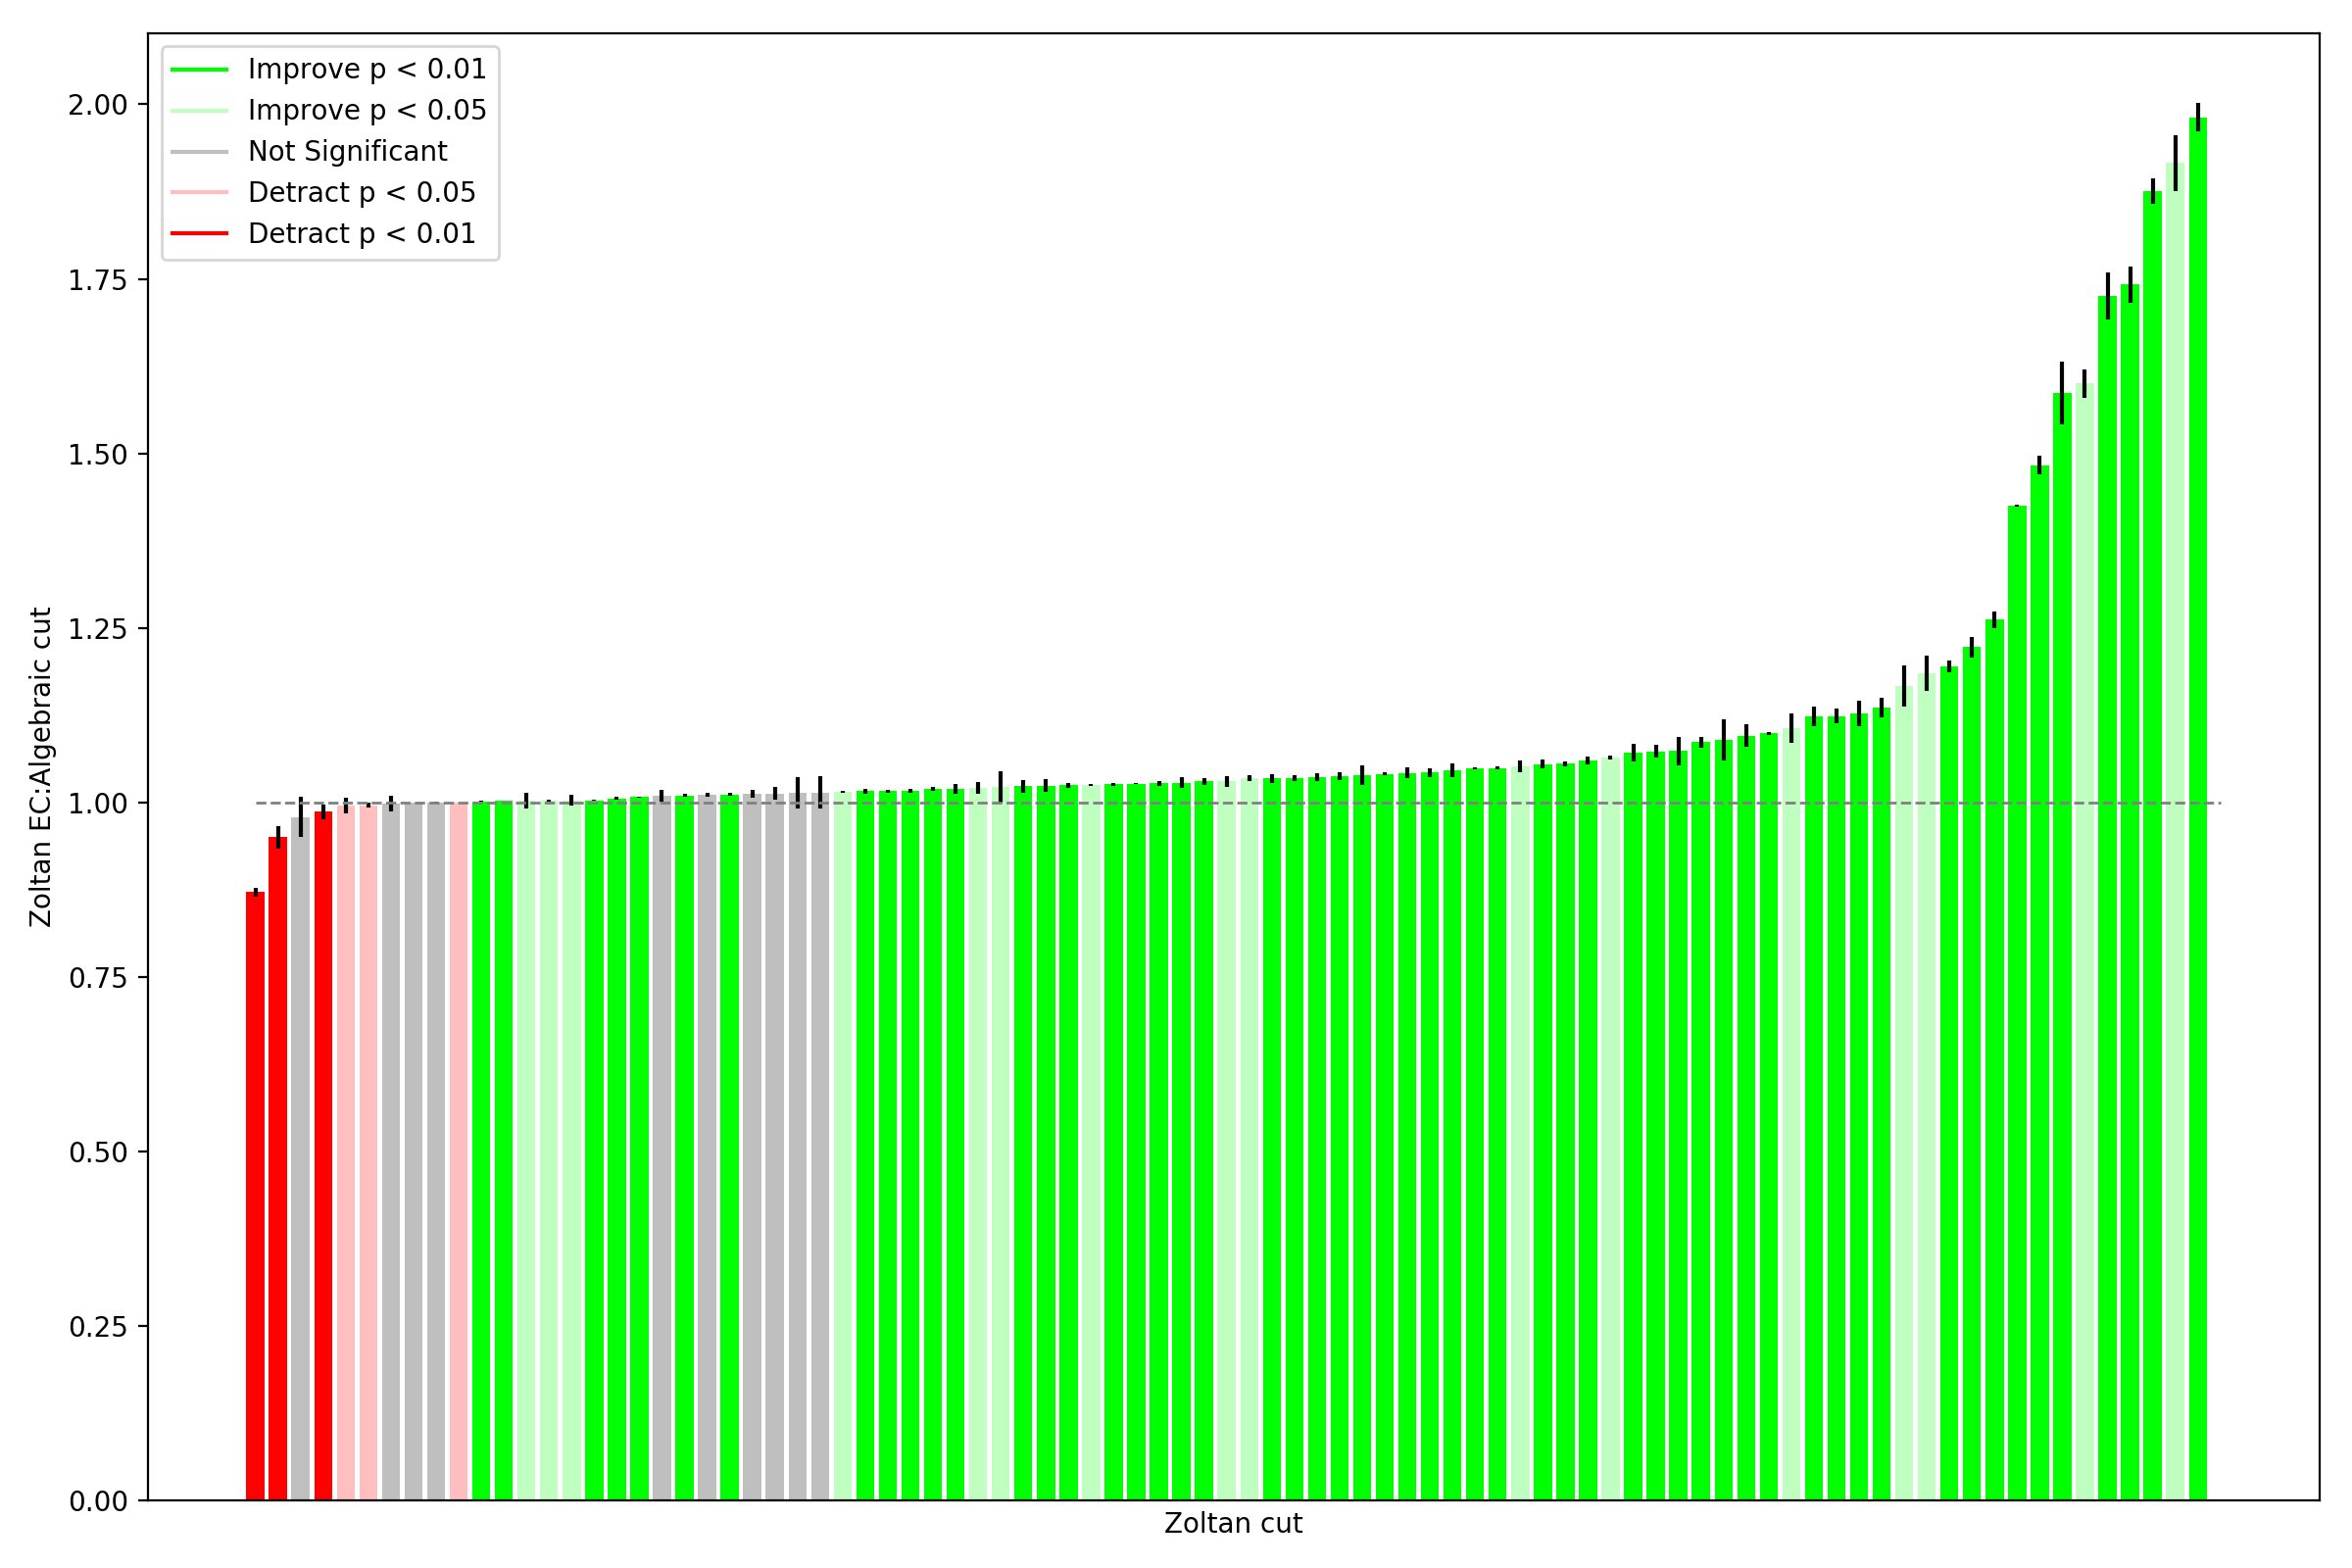 Improve p < 0.01
Improve p < 0.05
Not Significant
Detract p < 0.05
Detract p < 0.01
2.00
1.75
1.50
1.25
1.00
0.75
0.50
0.25
0.00
Zoltan EC:Algebraic cut
Zoltan cut